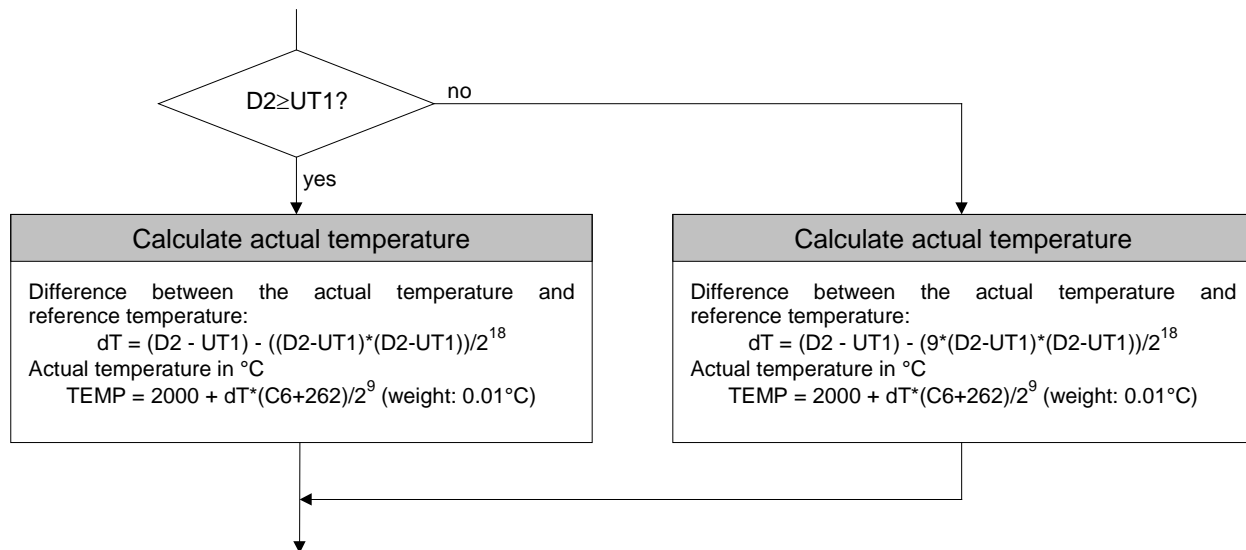 D2≥UT1?
no
yes
Calculate actual temperature
Difference between the actual temperature and
reference temperature:
dT = (D2 - UT1) - ((D2-UT1)*(D2-UT1))/2^18
Actual temperature in °C
TEMP = 2000 + dT*(C6+262)/2^9 (weight: 0.01°C)
Calculate actual temperature
Difference between the actual temperature and
reference temperature:
dT = (D2 - UT1) - (9*(D2-UT1)*(D2-UT1))/2^18
Actual temperature in °C
TEMP = 2000 + dT*(C6+262)/2^9 (weight: 0.01°C)